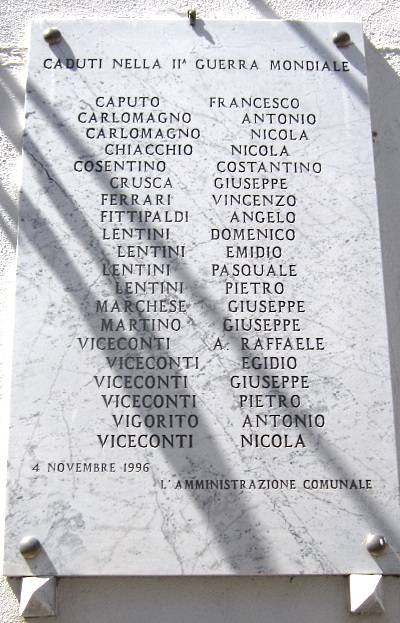 CADUTI NELLA IIª GUERRA MONDIALE
CAPUTO FRANCESCO
CARLOMAGNO ANTONIO
CARLOMAGNO NICOLA
CHIACCHIO NICOLA
COSENTINO COSTANTINO
CRUSCA GIUSEPPE
FERRARI VINCENZO
FITTIPALDI ANGELO
LENTINI DOMENICO
LENTINI EMIDIO
LENTINI PASQUALE
LENTINI PIETRO
MARCHESE GIUSEPPE
MARTINO GIUSEPPE
VICECONTI A. RAFFAELE
VICECONTI EGIDIO
VICECONTI GIUSEPPE
VICECONTI PIETRO
VIGORITO ANTONIO
VICECONTI NICOLA
4 NOVEMBRE 1996
L'AMMINISTRAZIONE COMUNALE